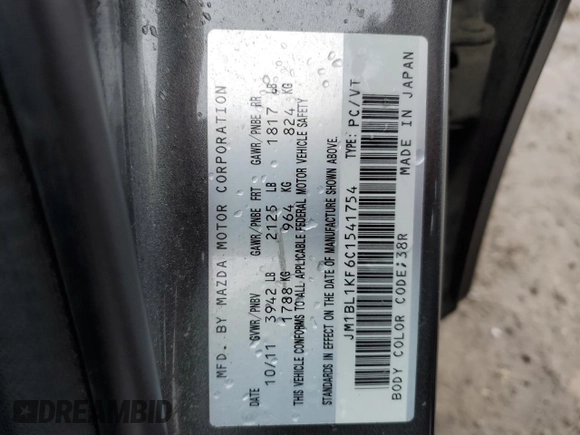 MFD. BY MAZDA MOTOR CORPORATION
DATE GVWR/PNBV GAWR/PNBE FRT GAWR/PNBE RR
10/11 3942 LB 2125 LB 1817 LB
1788 KG 964 KG 824 KG
THIS VEHICLE CONFORMS TO ALL APPLICABLE FEDERAL MOTOR VEHICLE SAFETY
STANDARDS IN EFFECT ON THE DATE OF MANUFACTURE SHOWN ABOVE.
JM1BL1KF6C1541754 TYPE: PC/VT
BODY COLOR CODE;38R MADE IN JAPAN
DREAMBID